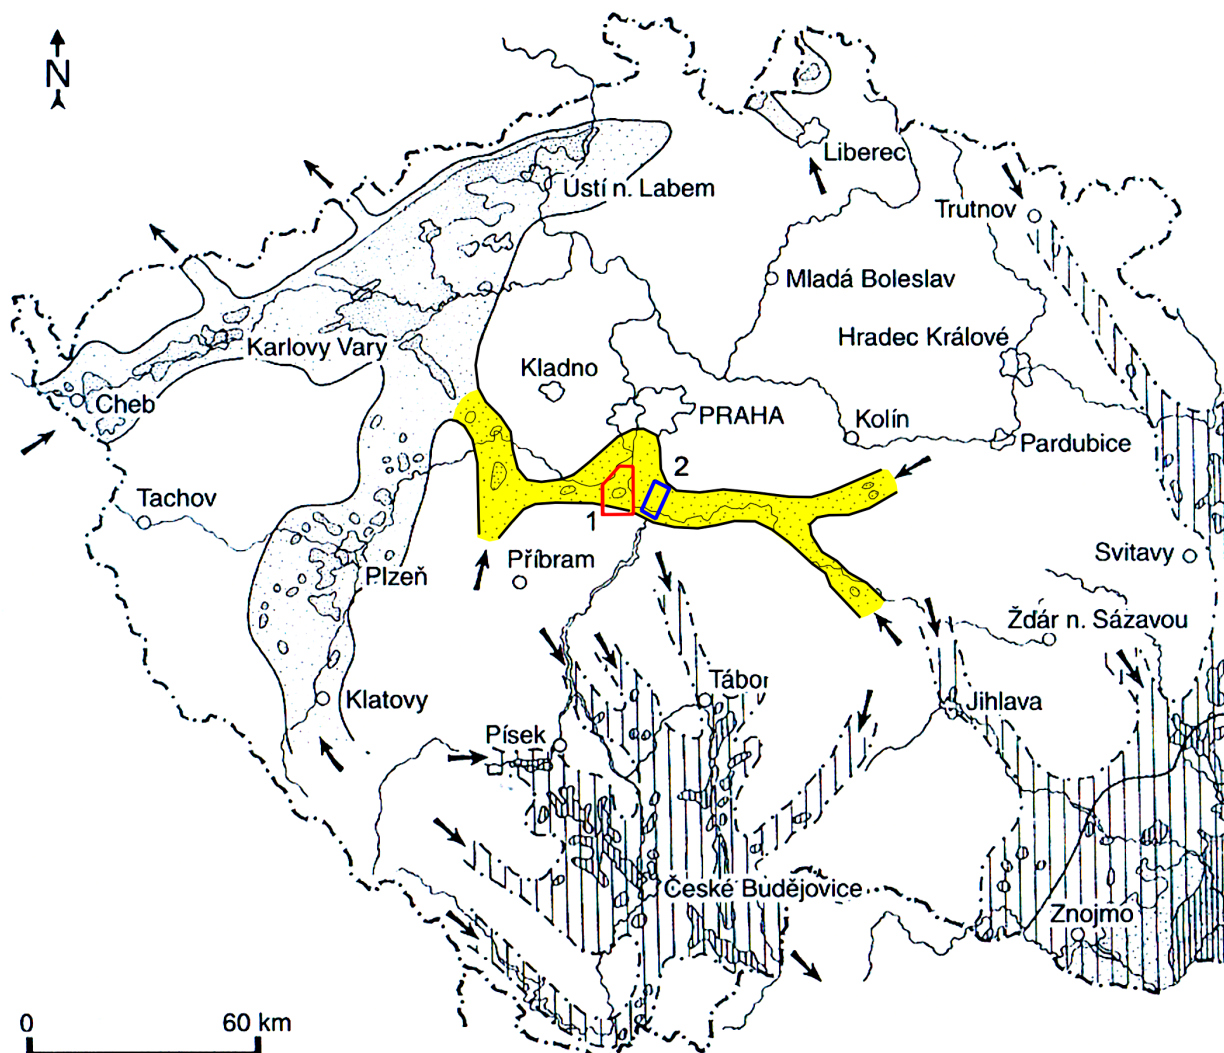 N
Liberec
Ústí n. Labem
Trutnov
Mladá Boleslav
Hradec Králové
Karlovy Vary
Kladno
Cheb
PRAHA
Kolín
Pardubice
2
Tachov
1
Příbram
Svitavy
Plzeň
Žďár n. Sázavou
Tábor
Klatovy
Jihlava
Písek
České Budějovice
Znojmo
0 60 km